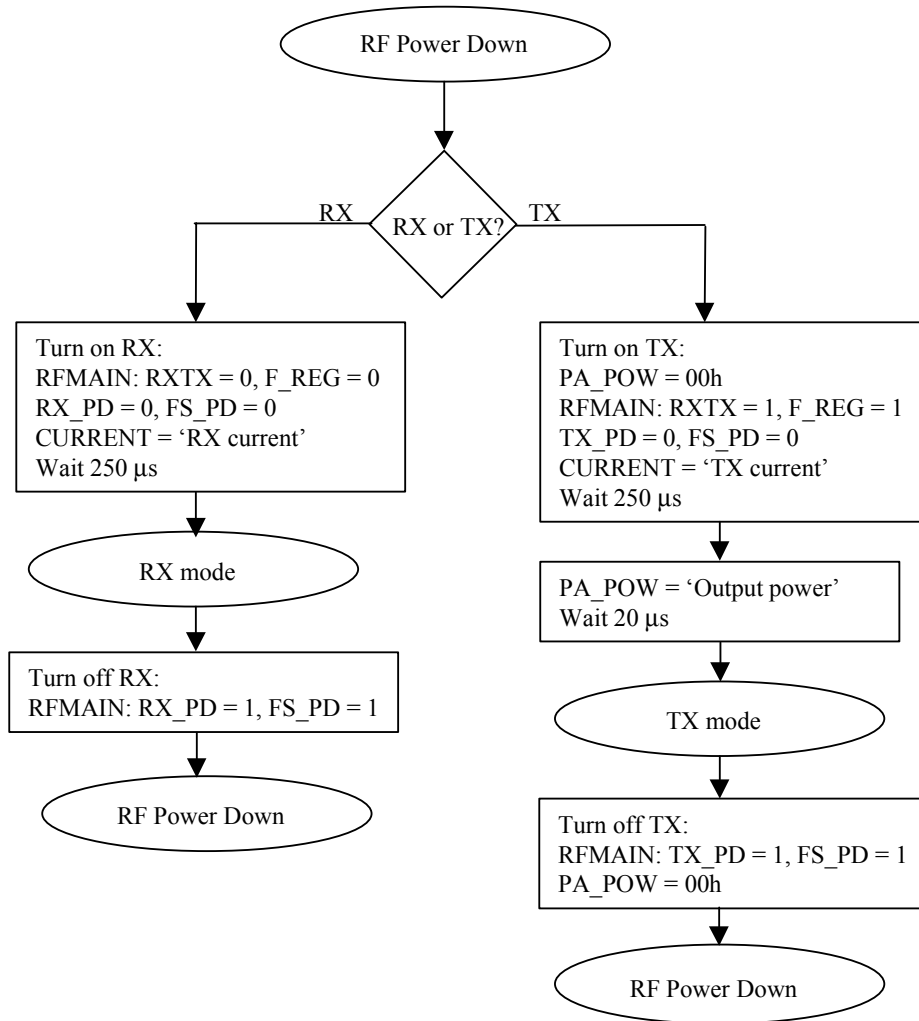 RF Power Down
RX or TX?
RX
TX
Turn on RX:
RFMAIN: RXTX = 0, F_REG = 0
RX_PD = 0, FS_PD = 0
CURRENT = ‘RX current’
Wait 250 µs
RX mode
Turn off RX:
RFMAIN: RX_PD = 1, FS_PD = 1
RF Power Down
Turn on TX:
PA_POW = 00h
RFMAIN: RXTX = 1, F_REG = 1
TX_PD = 0, FS_PD = 0
CURRENT = ‘TX current’
Wait 250 µs
PA_POW = ‘Output power’
Wait 20 µs
TX mode
Turn off TX:
RFMAIN: TX_PD = 1, FS_PD = 1
PA_POW = 00h
RF Power Down